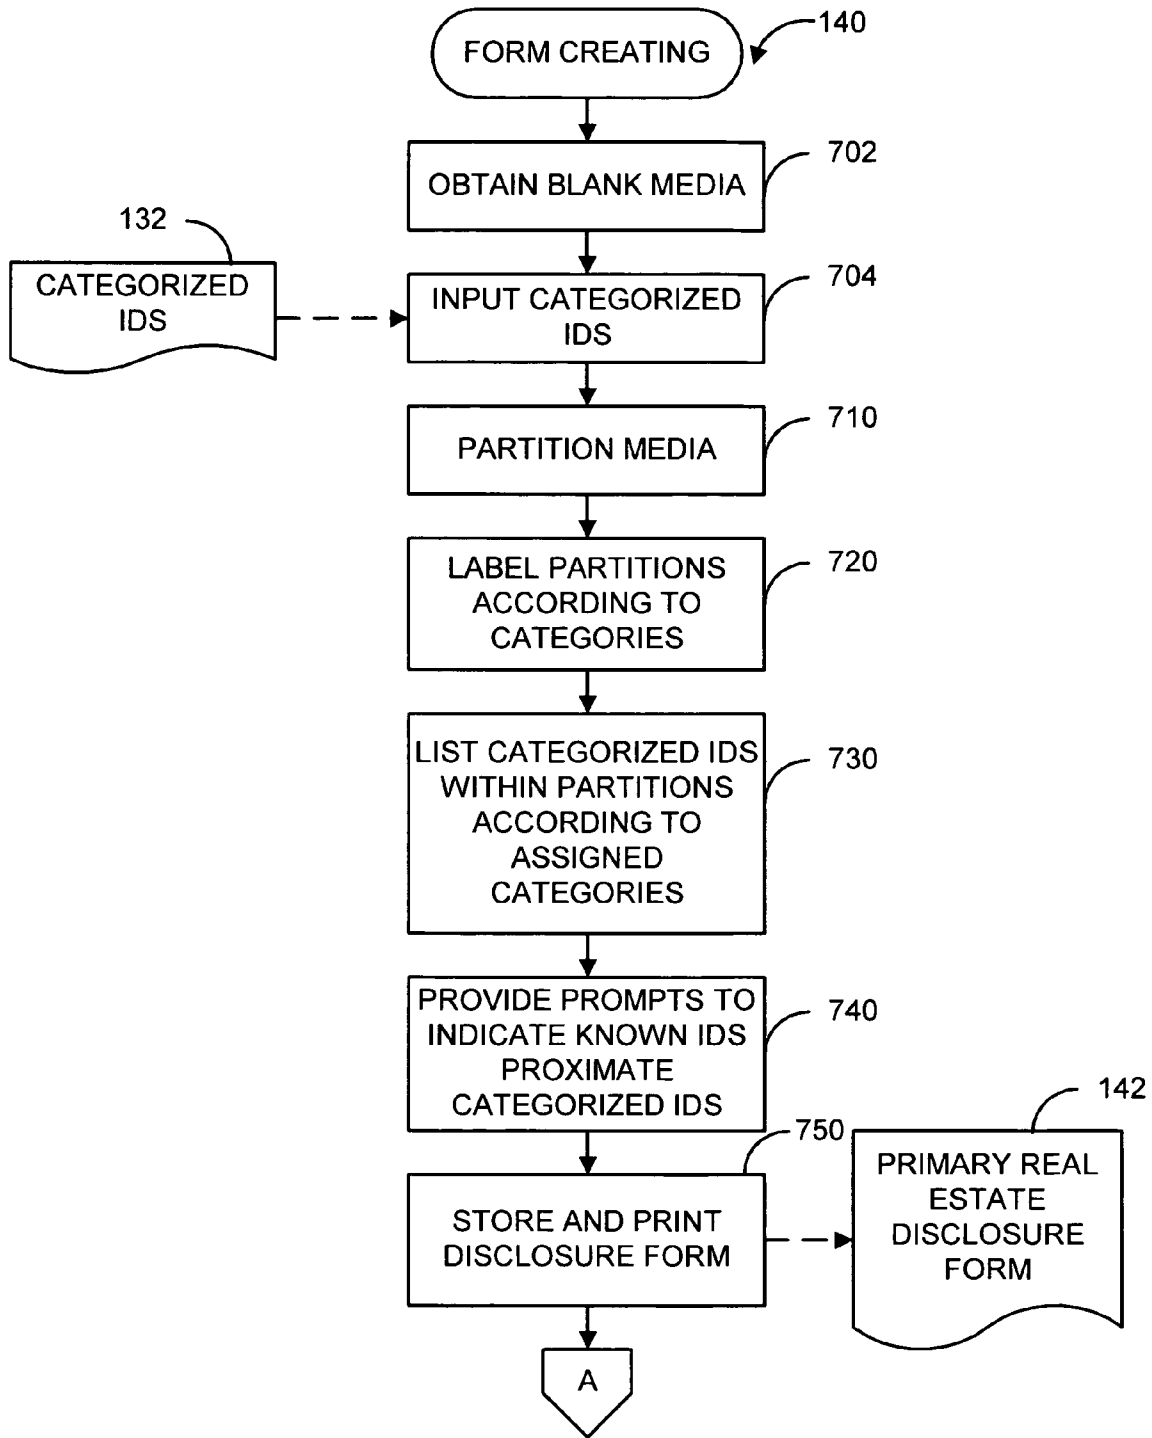 FORM CREATING
140
OBTAIN BLANK MEDIA
702
132
CATEGORIZED
IDS
INPUT CATEGORIZED
IDS
704
PARTITION MEDIA
710
LABEL PARTITIONS
ACCORDING TO
CATEGORIES
720
LIST CATEGORIZED IDS
WITHIN PARTITIONS
ACCORDING TO
ASSIGNED
CATEGORIES
730
PROVIDE PROMPTS TO
INDICATE KNOWN IDS
PROXIMATE
CATEGORIZED IDS
740
750
STORE AND PRINT
DISCLOSURE FORM
142
PRIMARY REAL
ESTATE
DISCLOSURE
FORM
A